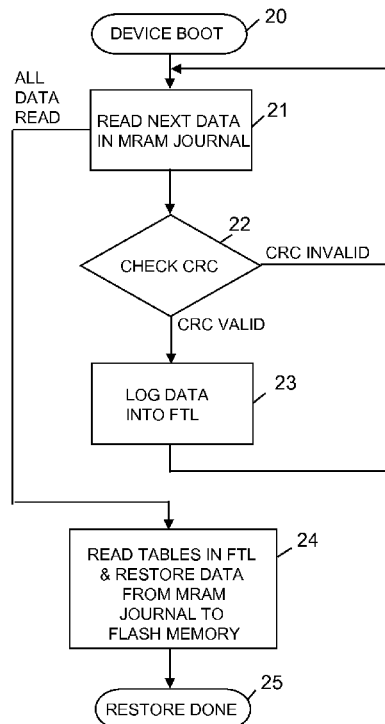 20
DEVICE BOOT
ALL
DATA
READ
READ NEXT DATA
IN MRAM JOURNAL
21
22
CHECK CRC
CRC INVALID
CRC VALID
LOG DATA
INTO FTL
23
24
READ TABLES IN FTL
& RESTORE DATA
FROM MRAM
JOURNAL TO
FLASH MEMORY
25
RESTORE DONE